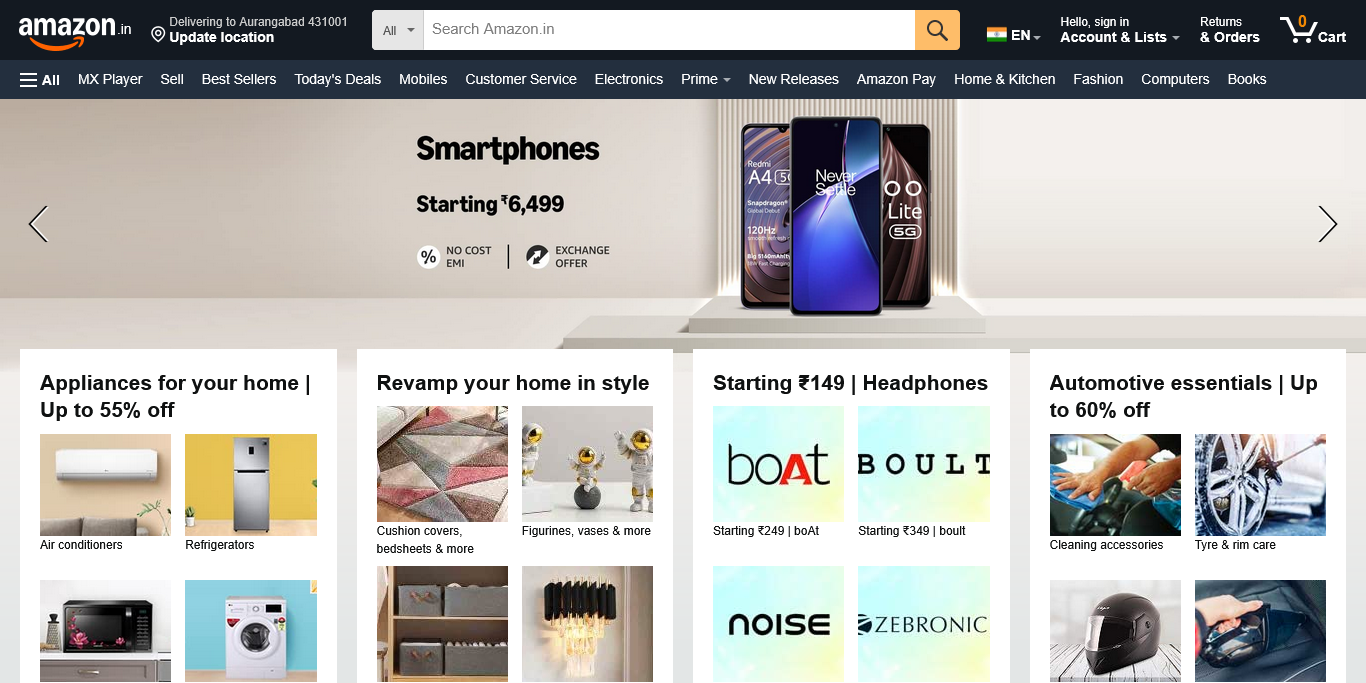 amazon.in
Delivering to Aurangabad 431001
Update location
All
Search Amazon.in
EN
Hello, sign in
Account & Lists
Returns
& Orders
0
Cart
All
MX Player
Sell
Best Sellers
Today's Deals
Mobiles
Customer Service
Electronics
Prime
New Releases
Amazon Pay
Home & Kitchen
Fashion
Computers
Books
Smartphones
Starting ₹6,499
%
NO COST
EMI
EXCHANGE
OFFER
Redmi
A4 5G
Snapdragon®
Global Debut
120Hz
Big 5160mAh
Never
Settle
Lite
5G
Appliances for your home |
Up to 55% off
Air conditioners
Refrigerators
Revamp your home in style
Cushion covers,
bedsheets & more
Figurines, vases & more
Starting ₹149 | Headphones
boAt
BOULT
Starting ₹249 | boAt
Starting ₹349 | boult
noise
ZEBRONIC
Automotive essentials | Up
to 60% off
Cleaning accessories
Tyre & rim care